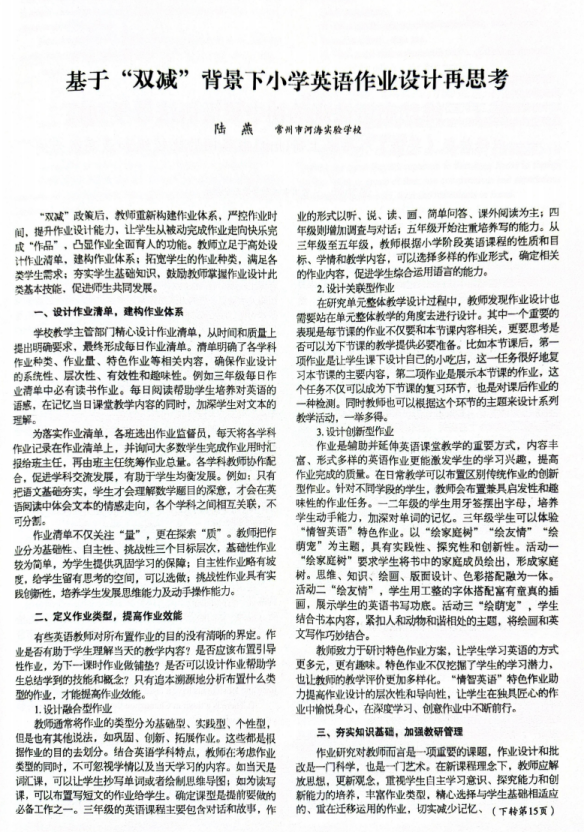 基于“双减”背景下小学英语作业设计再思考
陆 燕 常州市河海实验学校
“双减”政策后，教师重新构建作业体系，严控作业时
间，提升作业设计能力，让学生从被动完成作业走向快乐完
成“作品”，凸显作业全面育人的功能。教师立足于高处设
计作业清单，建构作业体系；拓宽学生的作业种类，满足各
类学生需求；夯实学生基础知识，鼓励教师掌握作业设计此
类基本技能，促进师生共同发展。
一、设计作业清单，建构作业体系
学校教学主管部门精心设计作业清单，从时间和质量上
提出明确要求，最终形成每日作业清单。清单明确了各学科
作业种类、作业量、特色作业等相关内容，确保作业设计
的系统性、层次性、有效性和趣味性。例如三年级每日作
业清单中必有读书作业。每日阅读帮助学生培养对英语的
语感，在记忆当日课堂教学内容的同时，加深学生对文本的
理解。
为落实作业清单，各班选出作业监督员，每天将各学科
作业记录在作业清单上，并询问大多数学生完成作业用时汇
报给班主任，再由班主任统筹作业总量。各学科教师协作配
合，促进学科交流发展，有助于学生均衡发展。例如：只有
把语文基础夯实，学生才会理解数学题目的深意，才会在英
语阅读中体会文本的情感走向，各个学科之间相互关联，不
可分割。
作业清单不仅关注“量”，更在探索“质”。教师把作
业分为基础性、自主性、挑战性三个目标层次，基础性作业
较为简单，为学生提供巩固学习的保障；自主性作业略有坡
度，给学生留有思考的空间，可以选做；挑战性作业具有实
践创新性，培养学生发展思维能力及动手操作能力。
二、定义作业类型，提高作业效能
有些英语教师对所布置作业的目的没有清晰的界定。作
业是否有助于学生理解当天的教学内容？是否应该布置引导
性作业，为下一课时作业做铺垫？是否可以设计作业帮助学
生总结学到的技能和概念？只有追本溯源地分析布置什么类
型的作业，才能提高作业效能。
1. 设计融合型作业
教师通常将作业的类型分为基础型、实践型、个性型，
但是也有其他说法，如巩固、创新、拓展作业。这些都是根
据作业的目的去划分。结合英语学科特点，教师在考虑作业
类型的同时，不可忽视学情以及当天学习的内容。如当天是
词汇课，可以让学生抄写单词或者绘制思维导图；如为读写
课，可以布置写短文的作业给学生。确定课型是提前要做的
必备工作之一。三年级的英语课程主要包含对话和故事，作
业的形式以听、说、读、画、简单问答、课外阅读为主；四
年级则增加调查与对话；五年级开始注重培养写的能力。从
三年级至五年级，教师根据小学阶段英语课程的性质和目
标、学情和教学内容，可以选择多样的作业形式，确定相关
的作业内容，促进学生综合运用语言的能力。
2. 设计关联型作业
在研究单元整体教学设计过程中，教师发现作业设计也
需要站在单元整体教学的角度去进行设计。其中一个重要的
表现是每节课的作业不仅要和本节课内容相关，更要思考是
否可以为下节课的教学提供必要准备。比如本节课后，第一
项作业是让学生课下设计自己的小吃店，这一任务很好地复
习本节课的主要内容，第二项作业是展示本节课的作业，这
个任务不仅可以成为下节课的复习环节，也是对课后作业的
一种检测。同时教师也可以根据这个环节的主题来设计系列
教学活动，一举多得。
3. 设计创新型作业
作业是辅助并延伸英语课堂教学的重要方式，内容丰
富、形式多样的英语作业更能激发学生的学习兴趣，提高
作业完成的质量。在日常教学可以布置区别传统作业的创新
型作业。针对不同学段的学生，教师会布置兼具启发性和趣
味性的作业任务。一二年级的学生用牙签摆出字母，培养
学生动手能力，加深对单词的记忆。三年级学生可以体验
“情智英语”特色作业。以“绘家庭树”“绘友情”“绘
萌宠”为主题，具有实践性、探究性和创新性。活动一
“绘家庭树”要求学生将书中的家庭成员绘出，形成家庭
树。思维、知识、绘画、版面设计、色彩搭配融为一体。
活动二“绘友情”，学生用工整的字体搭配富有童真的插
画，展示学生的英语书写功底。活动三“绘萌宠”，学生
结合书本内容，紧扣人和动物和谐相处的主题，将绘画和英
文写作巧妙结合。
教师致力于研讨特色作业方案，让学生学习英语的方式
更多元，更有趣味。特色作业不仅挖掘了学生的学习潜力，
也让教师的教学评价更加多样化。“情智英语”特色作业助
力提高作业设计的层次性和导向性，让学生在独具匠心的作
业中愉悦身心，在深度学习、创意作业中不断前行。
三、夯实知识基础，加强教研管理
作业研究对教师而言是一项重要的课题，作业设计和批
改是一门科学，也是一门艺术。在新课程理念下，教师应解
放思想，更新观念，重视学生自主学习意识、探究能力和创
新能力的培养，丰富作业类型，精心选择与学生基础相适应
的、重在迁移运用的作业，切实减少记忆、（下转第15页）